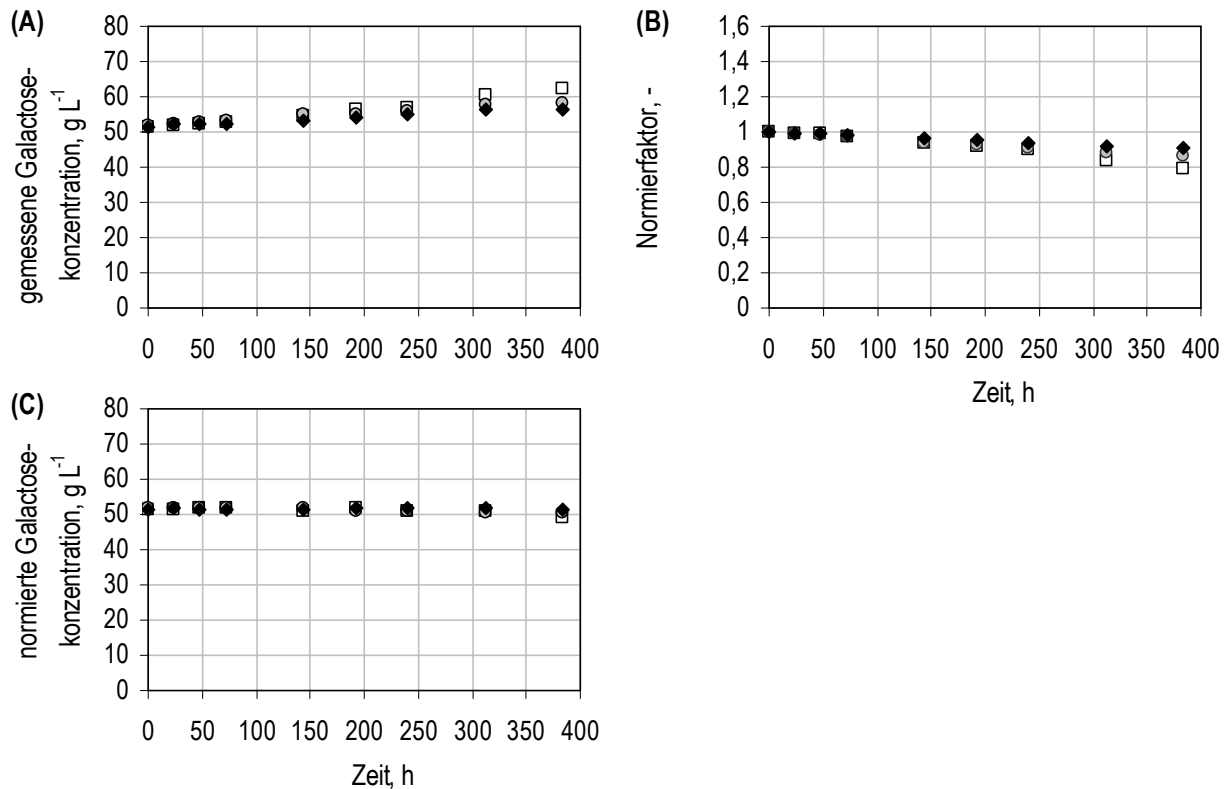 (A)
gemessene Galactose-
konzentration, g L⁻¹
80
70
60
50
40
30
20
10
0
0 50 100 150 200 250 300 350 400
(B)
Normierfaktor, -
1,6
1,4
1,2
1
0,8
0,6
0,4
0,2
0
0 50 100 150 200 250 300 350 400
Zeit, h
(C)
normierte Galactose-
konzentration, g L⁻¹
80
70
60
50
40
30
20
10
0
0 50 100 150 200 250 300 350 400
Zeit, h